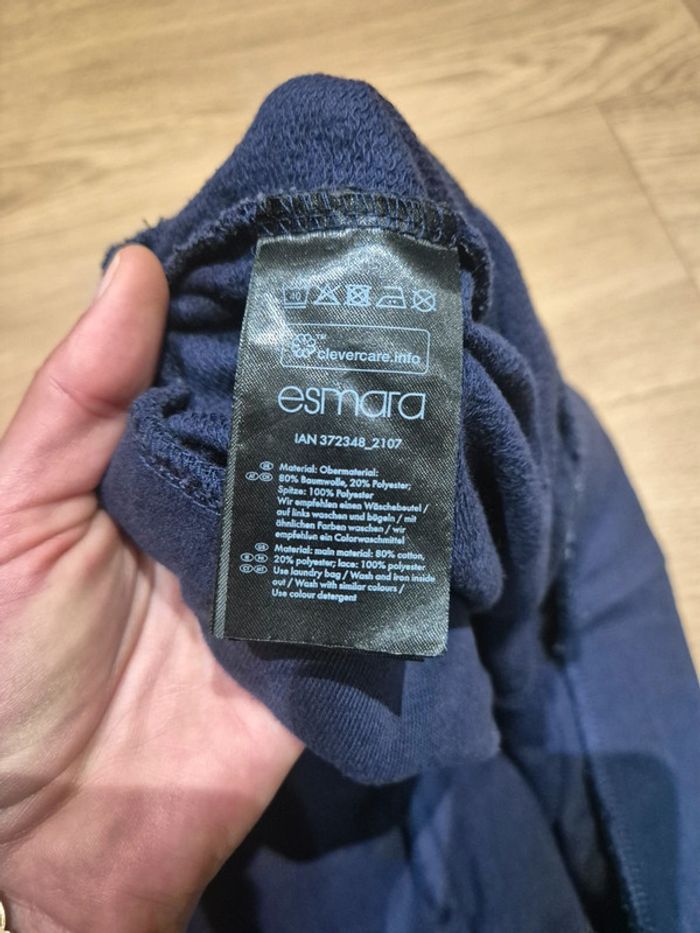 40
clevercare.info
esmara
IAN 372348_2107
Material: Obermaterial:
80% Baumwolle, 20% Polyester;
Spitze: 100% Polyester
Wir empfehlen einen Wäschebeutel /
auf links waschen und bügeln / mit
ähnlichen Farben waschen / wir
empfehlen ein Colorwaschmittel
Material: main material: 80% cotton,
20% polyester; lace: 100% polyester
Use laundry bag / Wash and iron inside
out / Wash with similar colours /
Use colour detergent